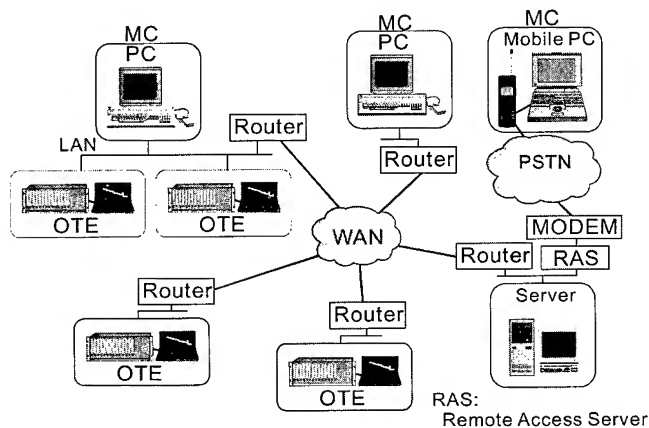 MC
PC
MC
PC
MC
Mobile PC
Router
LAN
Router
PSTN
OTE
OTE
WAN
MODEM
Router
RAS
Router
Server
Router
OTE
OTE
RAS:
Remote Access Server